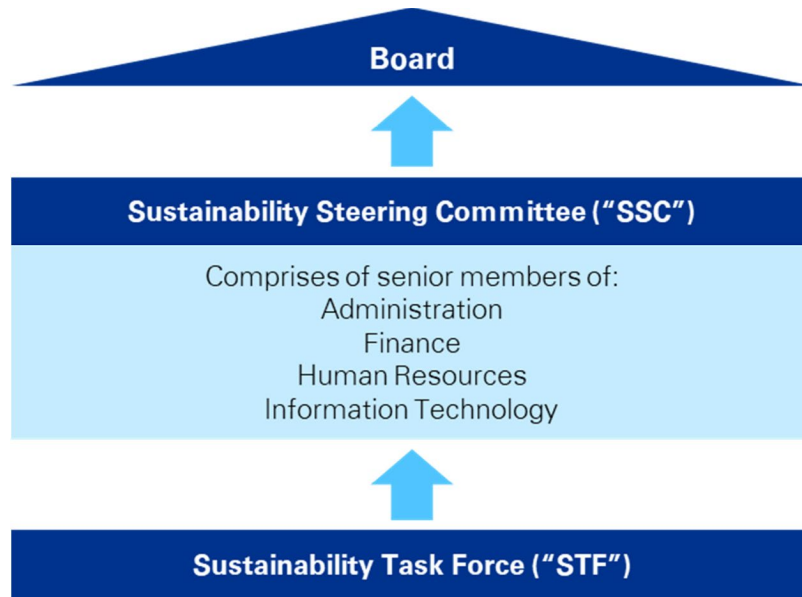 Board
Sustainability Steering Committee (“SSC”)
Comprises of senior members of:
Administration
Finance
Human Resources
Information Technology
Sustainability Task Force (“STF”)